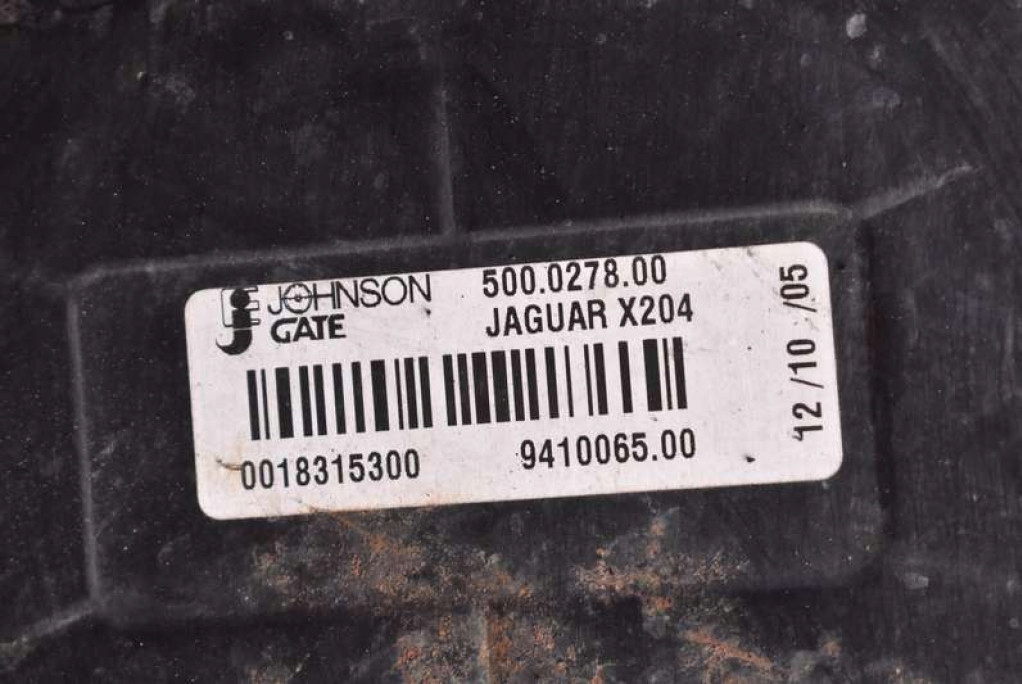 JOHNSON
GATE
500.0278.00
JAGUAR X204
0018315300
9410065.00
12/10/05